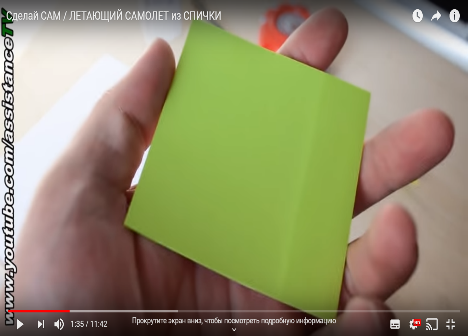 Сделай САМ / ЛЕТАЮЩИЙ САМОЛЕТ из СПИЧКИ
www.youtube.com/assistanceTV
1:35 / 11:42
Прокрутите экран вниз, чтобы посмотреть подробную информацию